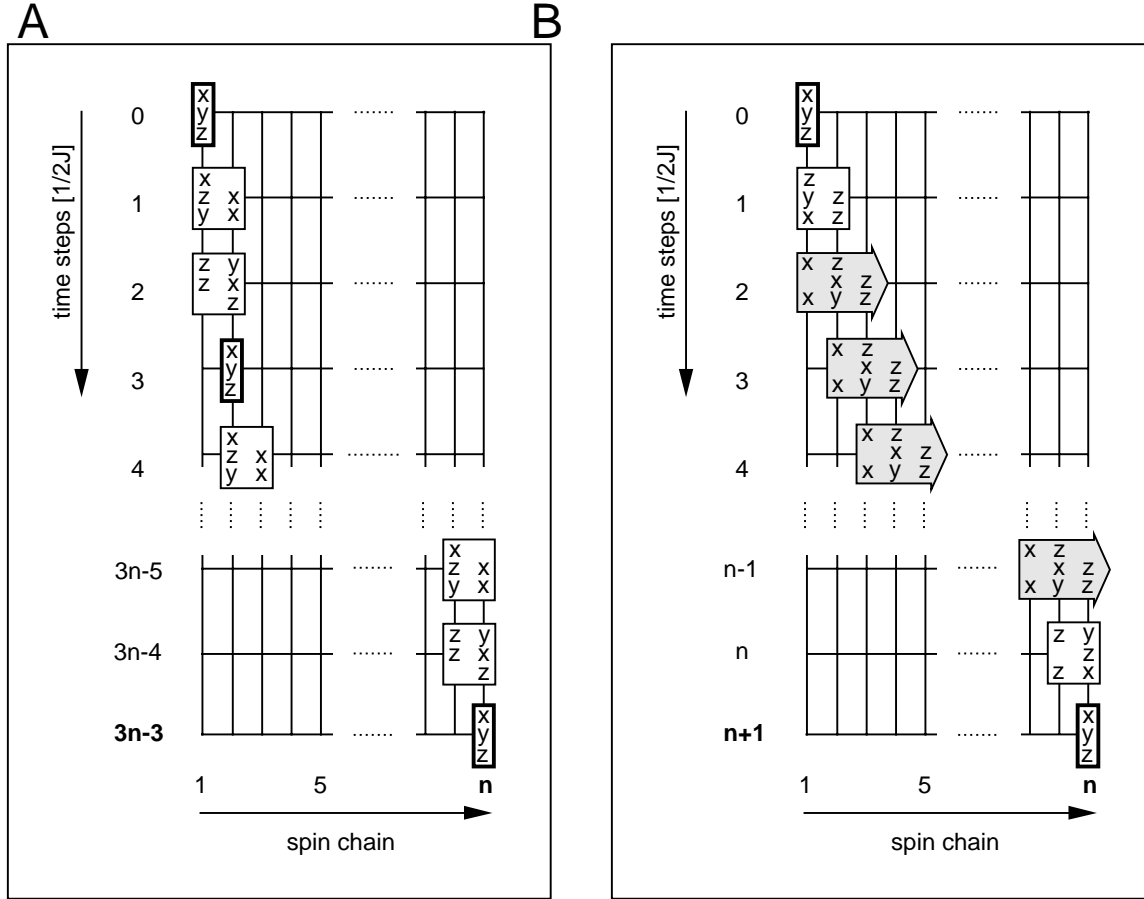 A
B
time steps [1/2J]
0
x
y
z
1
x
z x
y x
2
z y
z x
z
3
x
y
z
4
x
z x
y x
3n-5
x
z x
y x
3n-4
z y
z x
z
3n-3
x
y
z
1 5 n
spin chain
time steps [1/2J]
0
x
y
z
1
z
y z
x z
2
x z
x z
x y z
3
x z
x z
x y z
4
x z
x z
x y z
n-1
x z
x z
x y z
n
z y
z
z x
n+1
x
y
z
1 5 n
spin chain